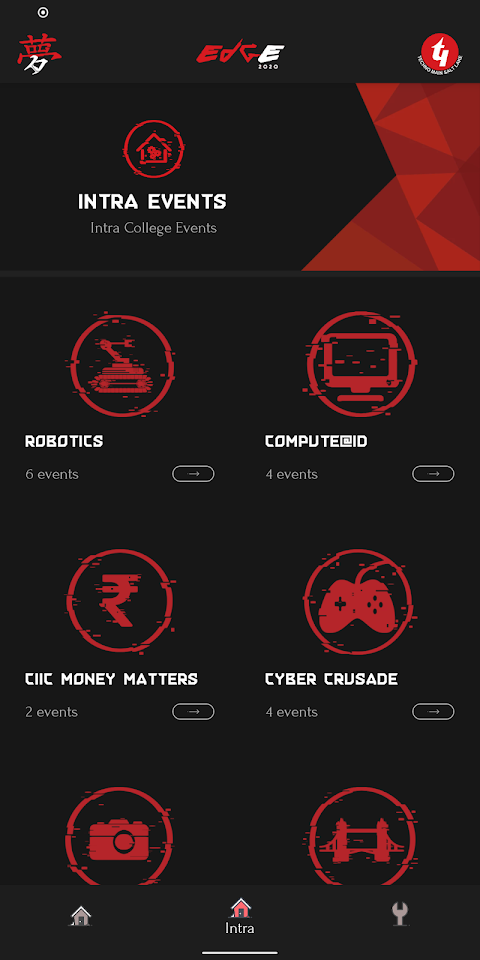 夢
EDGE
2020
TECHNO MAIN SALT LAKE
INTRA EVENTS
Intra College Events
ROBOTICS
COMPUTE@ID
6 events
4 events
₹
CIIC MONEY MATTERS
CYBER CRUSADE
2 events
4 events
Intra